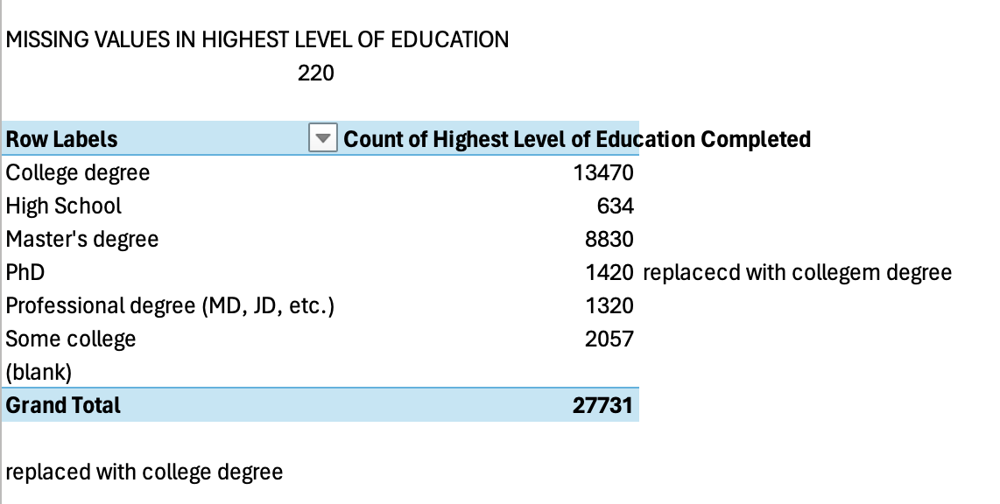 MISSING VALUES IN HIGHEST LEVEL OF EDUCATION
220
Row Labels Count of Highest Level of Education Completed
College degree 13470
High School 634
Master's degree 8830
PhD 1420 replacecd with collegem degree
Professional degree (MD, JD, etc.) 1320
Some college 2057
(blank)
Grand Total 27731
replaced with college degree